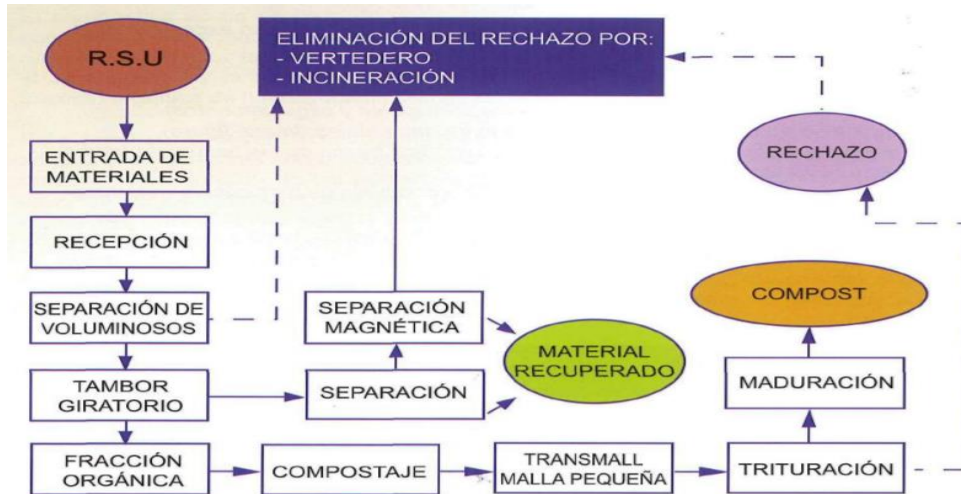 R.S.U
ELIMINACIÓN DEL RECHAZO POR:
- VERTEDERO
- INCINERACIÓN
ENTRADA DE
MATERIALES
RECHAZO
RECEPCIÓN
SEPARACIÓN DE
VOLUMINOSOS
SEPARACIÓN
MAGNÉTICA
COMPOST
MATERIAL
RECUPERADO
TAMBOR
GIRATORIO
SEPARACIÓN
MADURACIÓN
FRACCIÓN
ORGÁNICA
COMPOSTAJE
TRANSMALL
MALLA PEQUEÑA
TRITURACIÓN